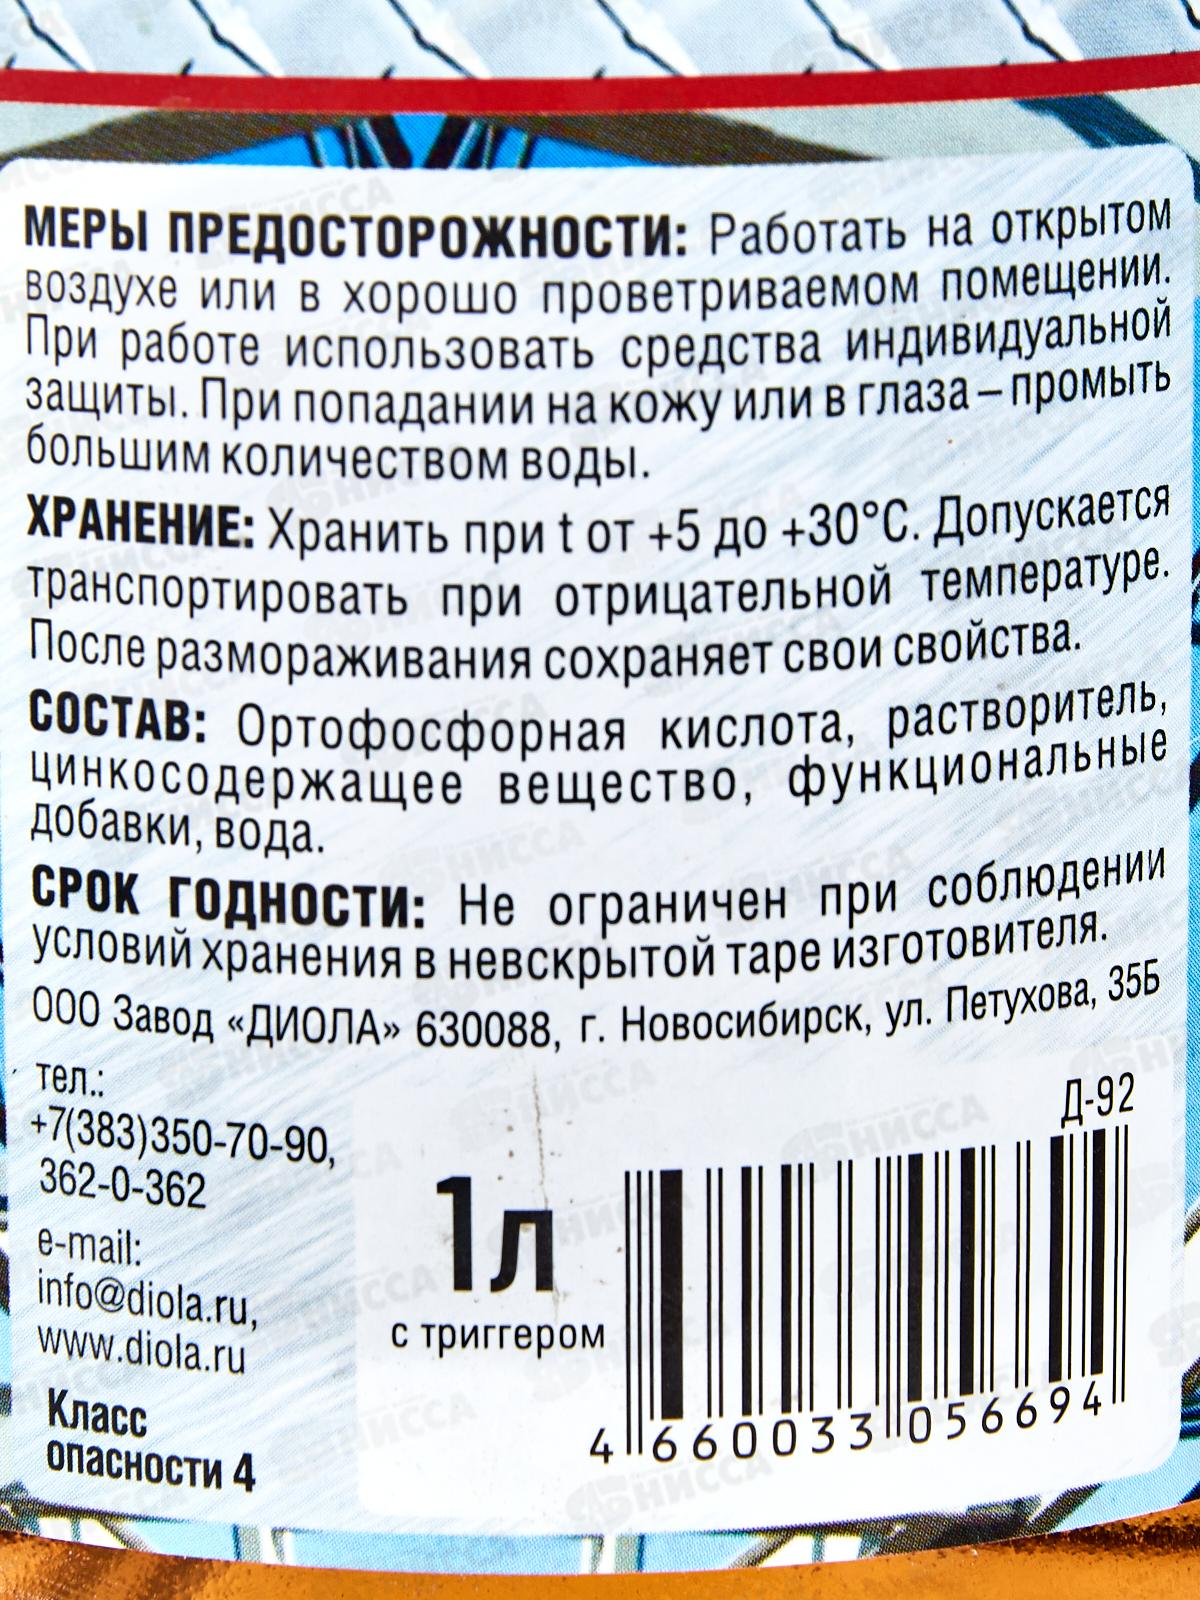 МЕРЫ ПРЕДОСТОРОЖНОСТИ: Работать на открытом
воздухе или в хорошо проветриваемом помещении.
При работе использовать средства индивидуальной
защиты. При попадании на кожу или в глаза – промыть
большим количеством воды.
ХРАНЕНИЕ: Хранить при t от +5 до +30°С. Допускается
транспортировать при отрицательной температуре.
После размораживания сохраняет свои свойства.
СОСТАВ: Ортофосфорная кислота, растворитель,
цинкосодержащее вещество, функциональные
добавки, вода.
СРОК ГОДНОСТИ: Не ограничен при соблюдении
условий хранения в невскрытой таре изготовителя.
ООО Завод «ДИОЛА» 630088, г. Новосибирск, ул. Петухова, 35Б
тел.:
+7(383)350-70-90,
362-0-362
e-mail:
info@diola.ru,
www.diola.ru
Класс
опасности 4
1л
с триггером
Д-92
4 660033 056694